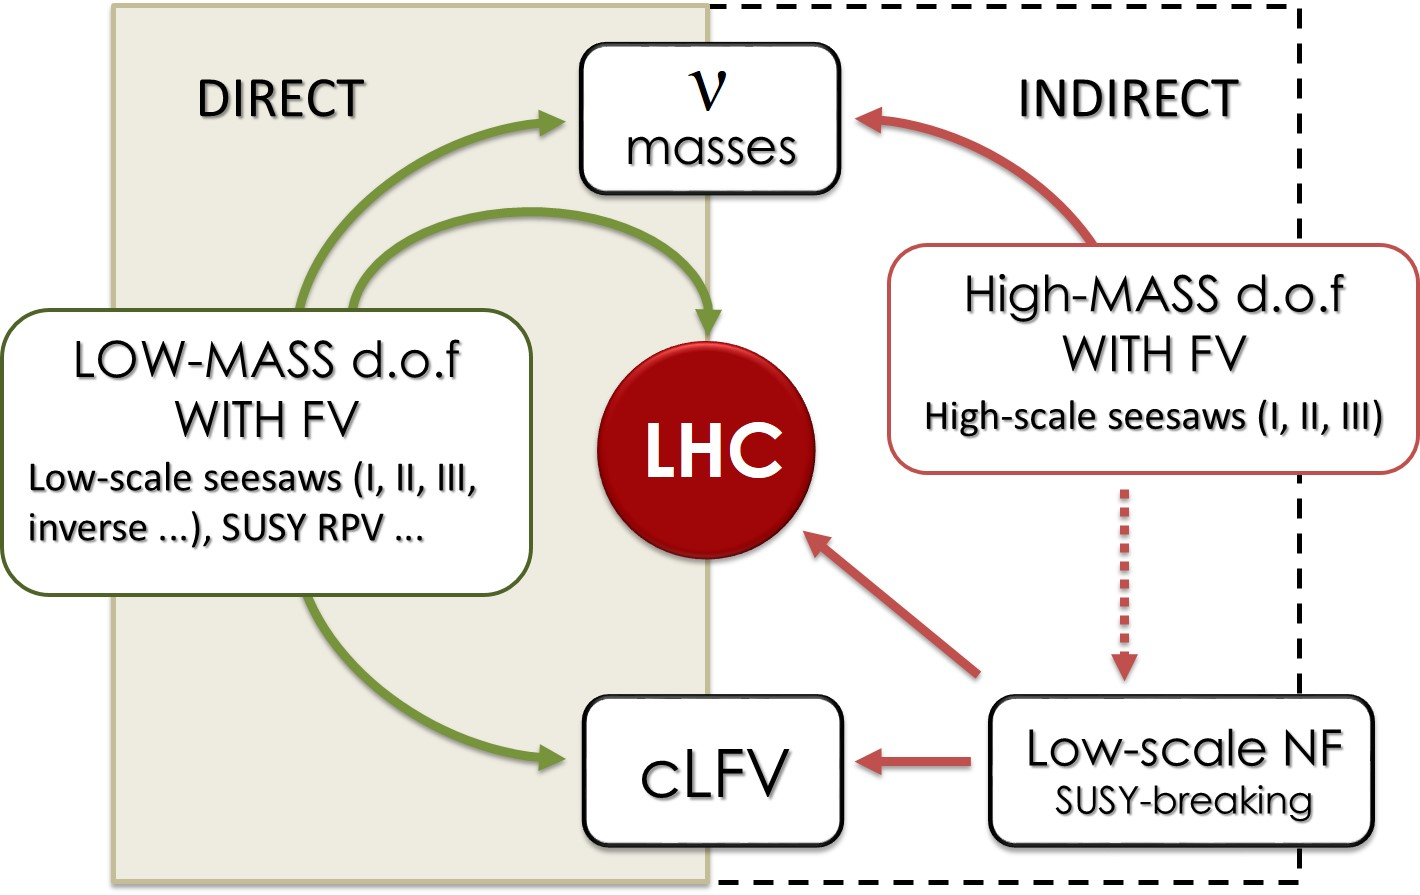 DIRECT
INDIRECT
ν
masses
High-MASS d.o.f
WITH FV
High-scale seesaws (I, II, III)
LOW-MASS d.o.f
WITH FV
Low-scale seesaws (I, II, III,
inverse ...), SUSY RPV ...
LHC
cLFV
Low-scale NF
SUSY-breaking